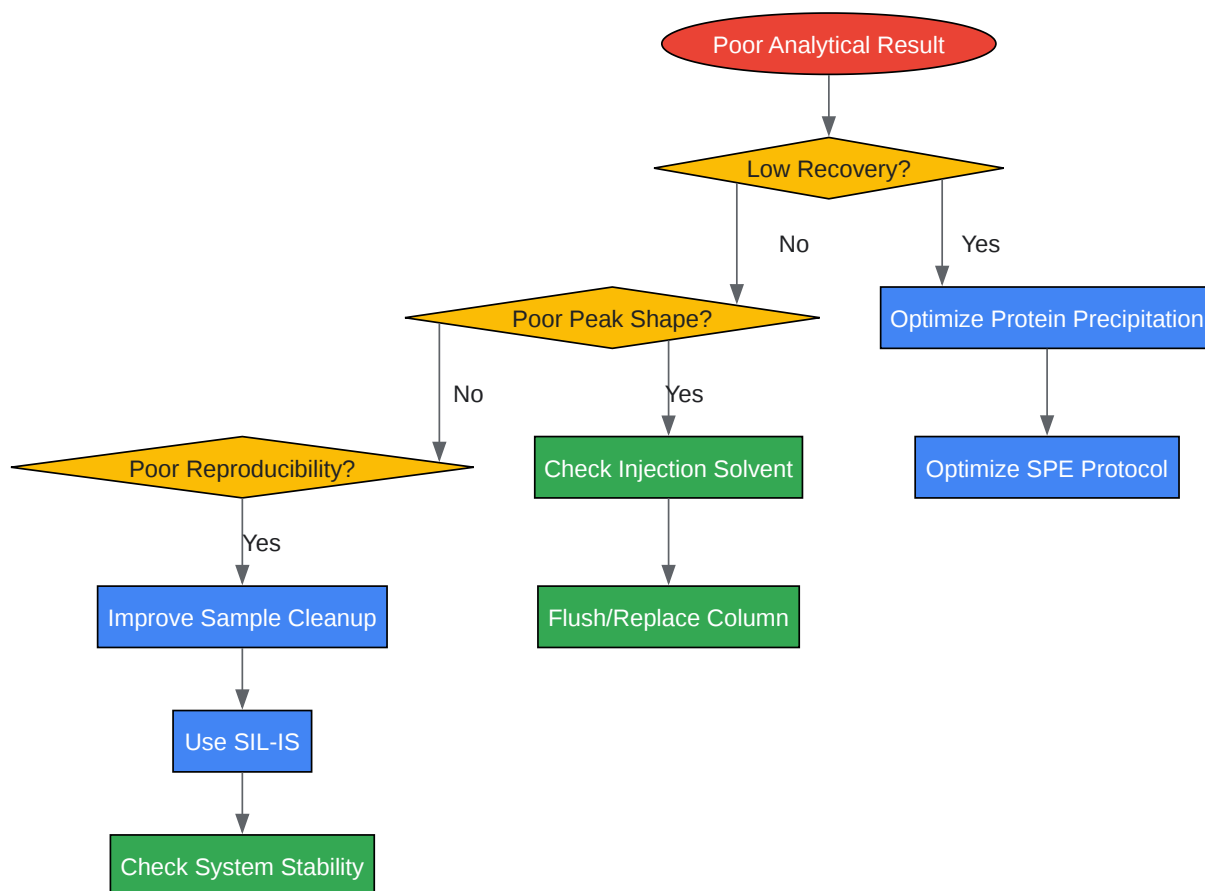 Poor Analytical Result
Low Recovery?
No
Yes
Poor Peak Shape?
Optimize Protein Precipitation
No
Yes
Poor Reproducibility?
Check Injection Solvent
Optimize SPE Protocol
Yes
Improve Sample Cleanup
Flush/Replace Column
Use SIL-IS
Check System Stability